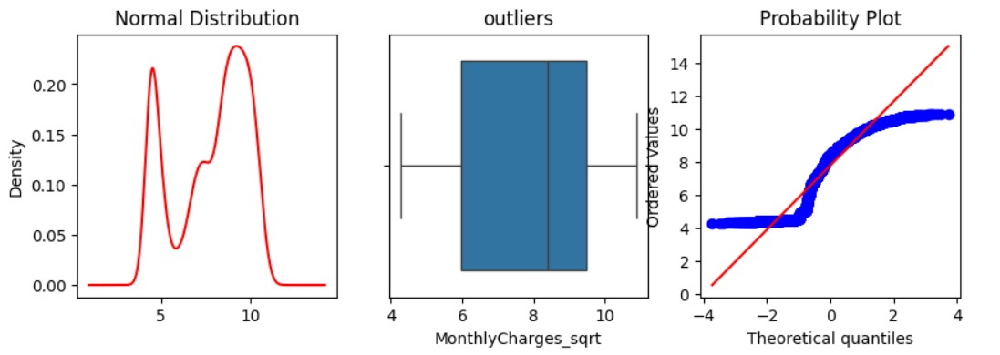 Normal Distribution
outliers
Probability Plot
Density
0.20
0.15
0.10
0.05
0.00
5 10
4 6 8 10
MonthlyCharges_sqrt
Ordered Values
14
12
10
8
6
4
2
0
−4 −2 0 2 4
Theoretical quantiles